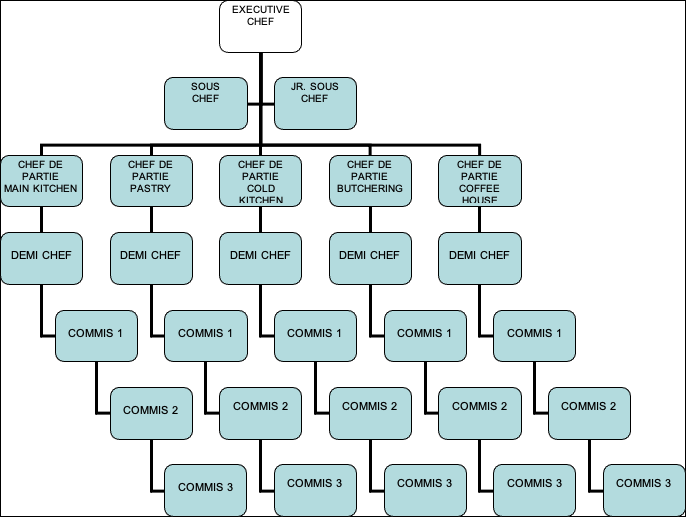 EXECUTIVE
CHEF
SOUS
CHEF
JR. SOUS
CHEF
CHEF DE
PARTIE
MAIN KITCHEN
CHEF DE
PARTIE
PASTRY
CHEF DE
PARTIE
COLD
KITCHEN
CHEF DE
PARTIE
BUTCHERING
CHEF DE
PARTIE
COFFEE
HOUSE
DEMI CHEF
DEMI CHEF
DEMI CHEF
DEMI CHEF
DEMI CHEF
COMMIS 1
COMMIS 1
COMMIS 1
COMMIS 1
COMMIS 1
COMMIS 2
COMMIS 2
COMMIS 2
COMMIS 2
COMMIS 2
COMMIS 3
COMMIS 3
COMMIS 3
COMMIS 3
COMMIS 3